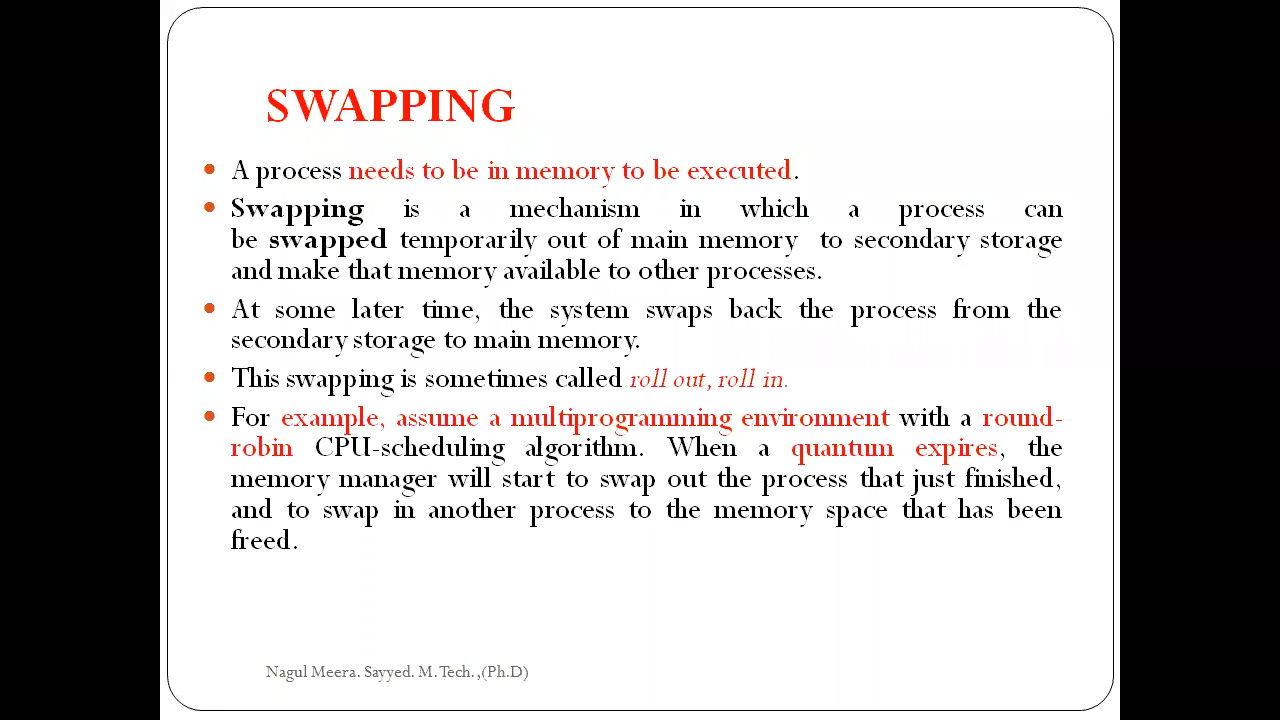 SWAPPING
• A process needs to be in memory to be executed.
• Swapping is a mechanism in which a process can
be swapped temporarily out of main memory to secondary storage
and make that memory available to other processes.
• At some later time, the system swaps back the process from the
secondary storage to main memory.
• This swapping is sometimes called roll out, roll in.
• For example, assume a multiprogramming environment with a round-
robin CPU-scheduling algorithm. When a quantum expires, the
memory manager will start to swap out the process that just finished,
and to swap in another process to the memory space that has been
freed.
Nagul Meera. Sayyed. M. Tech.,(Ph.D)